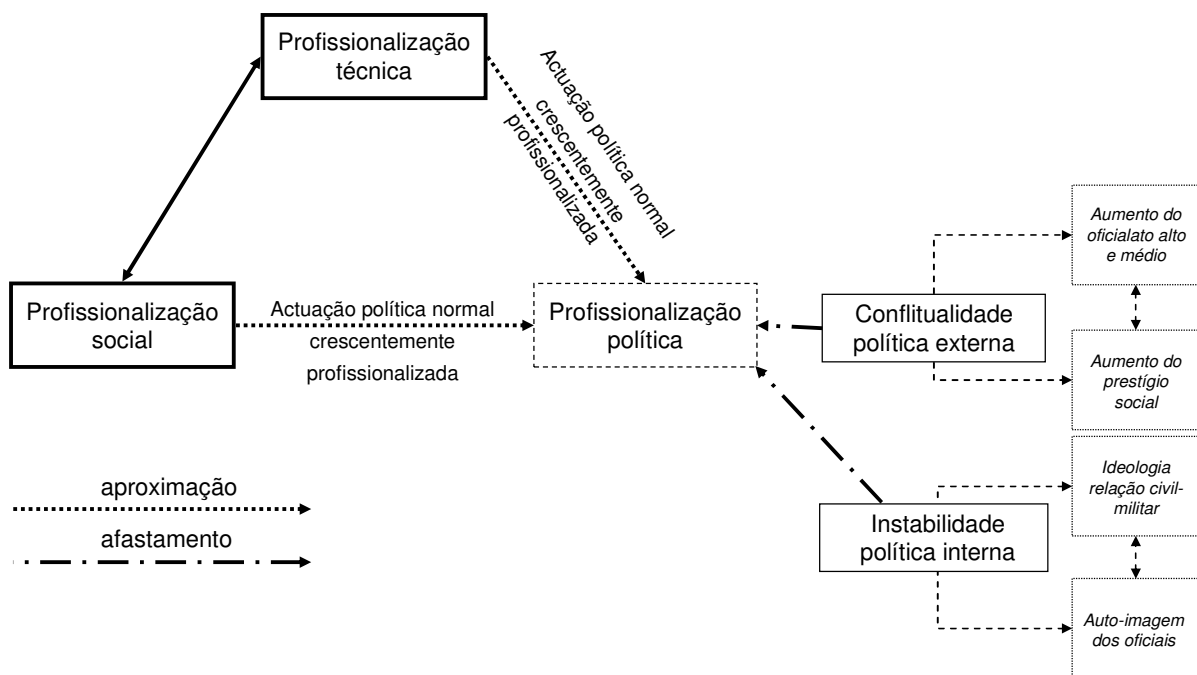 Profissionalização
técnica
Actuação política normal
crescentemente
profissionalizada
Profissionalização
social
Actuação política normal
crescentemente
profissionalizada
Profissionalização
política
Conflitualidade
política externa
Aumento do
oficialato alto
e médio
Aumento do
prestígio
social
aproximação
afastamento
Instabilidade
política interna
Ideologia
relação civil-
militar
Auto-imagem
dos oficiais